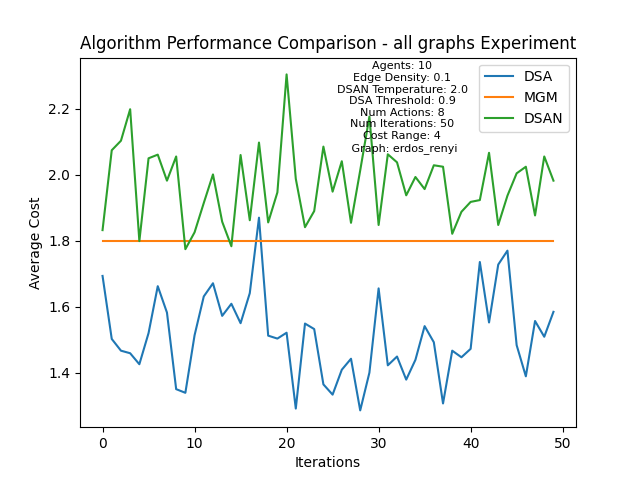 Algorithm Performance Comparison - all graphs Experiment
Agents: 10
Edge Density: 0.1
DSAN Temperature: 2.0
DSA Threshold: 0.9
Num Actions: 8
Num Iterations: 50
Cost Range: 4
Graph: erdos_renyi
DSA
MGM
DSAN
Average Cost
2.2
2.0
1.8
1.6
1.4
0
10
20
30
40
50
Iterations